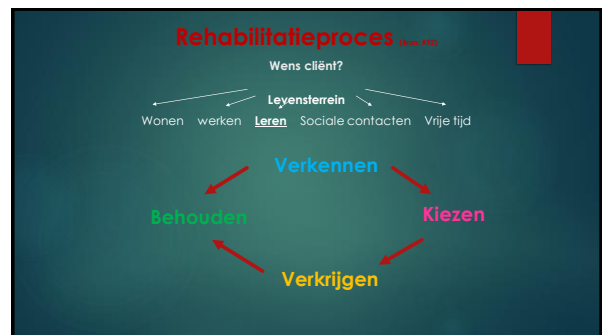 Rehabilitatieproces
Wens cliënt?
Levensterrein
Wonen werken Leren Sociale contacten Vrije tijd
Verkennen
Behouden
Kiezen
Verkrijgen